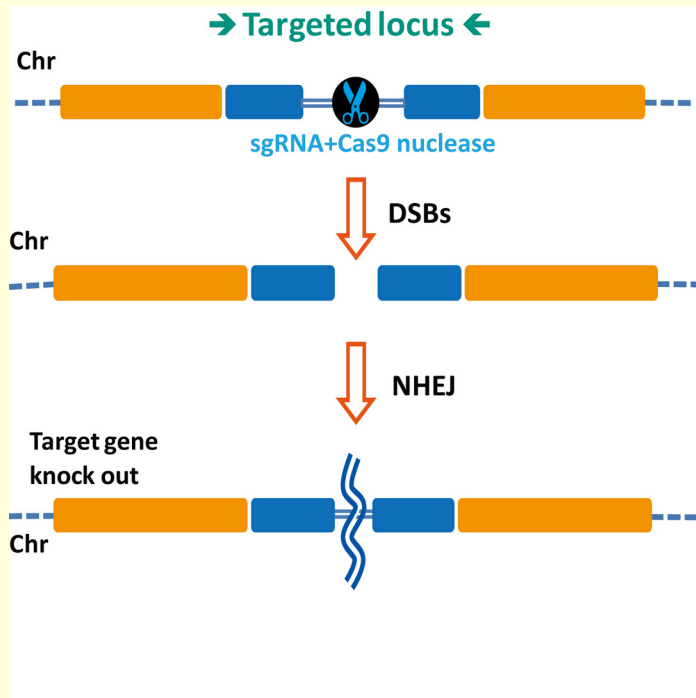 → Targeted locus ←
Chr
sgRNA+Cas9 nuclease
DSBs
Chr
NHEJ
Target gene
knock out
Chr